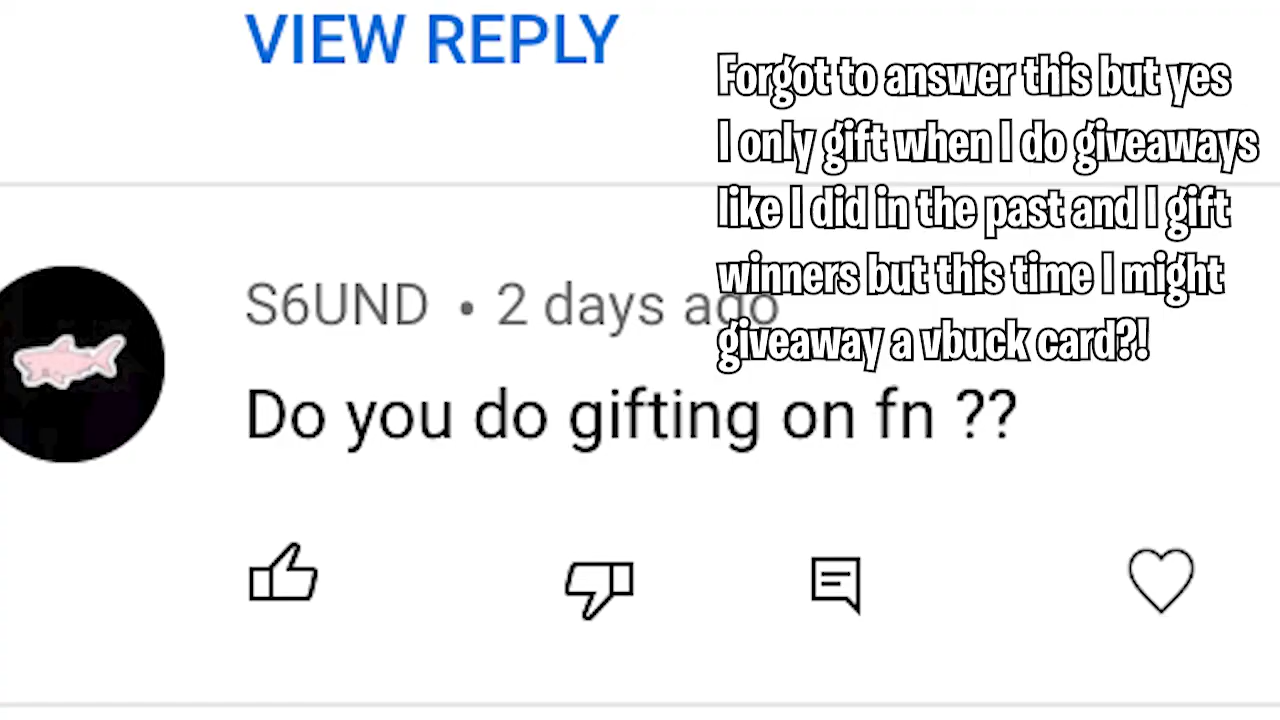 VIEW REPLY
Forgot to answer this but yes
I only gift when I do giveaways
like I did in the past and I gift
winners but this time I might
giveaway a vbuck card?!
S6UND • 2 days ago
Do you do gifting on fn ??